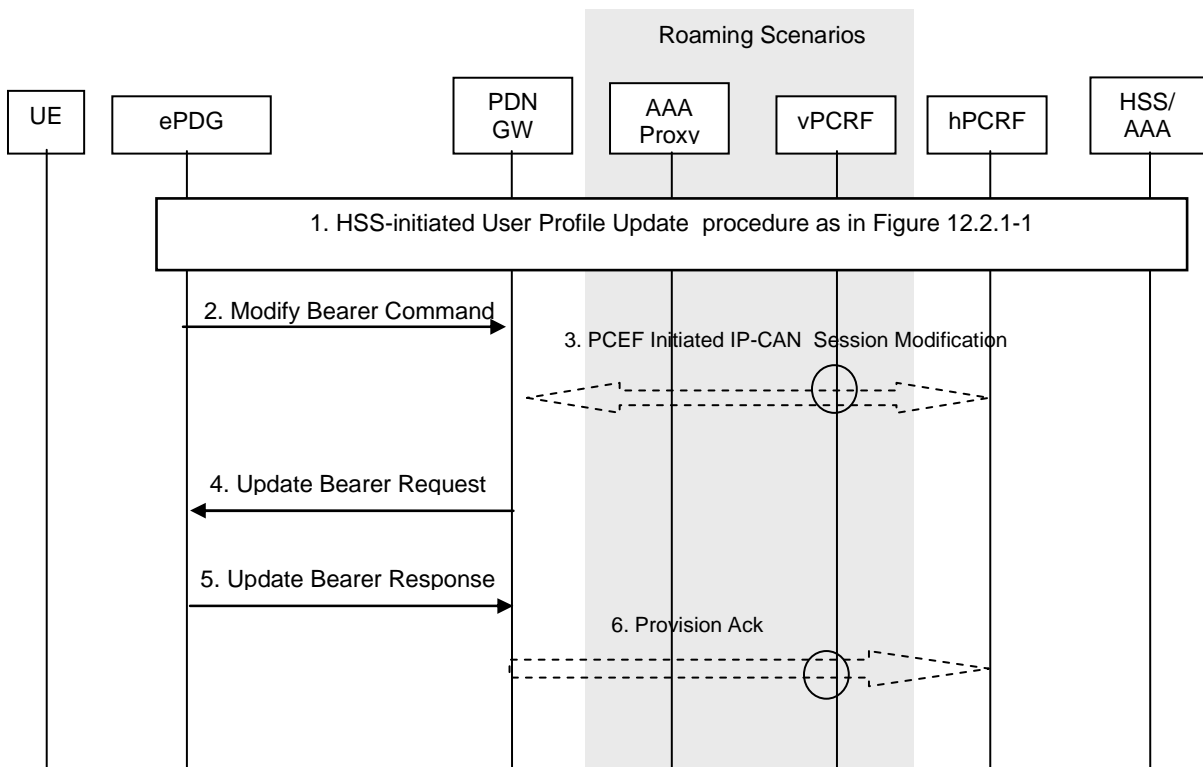 Roaming Scenarios
UE
ePDG
PDN
GW
AAA
Proxy
vPCRF
hPCRF
HSS/
AAA
1. HSS-initiated User Profile Update procedure as in Figure 12.2.1-1
2. Modify Bearer Command
3. PCEF Initiated IP-CAN Session Modification
4. Update Bearer Request
5. Update Bearer Response
6. Provision Ack